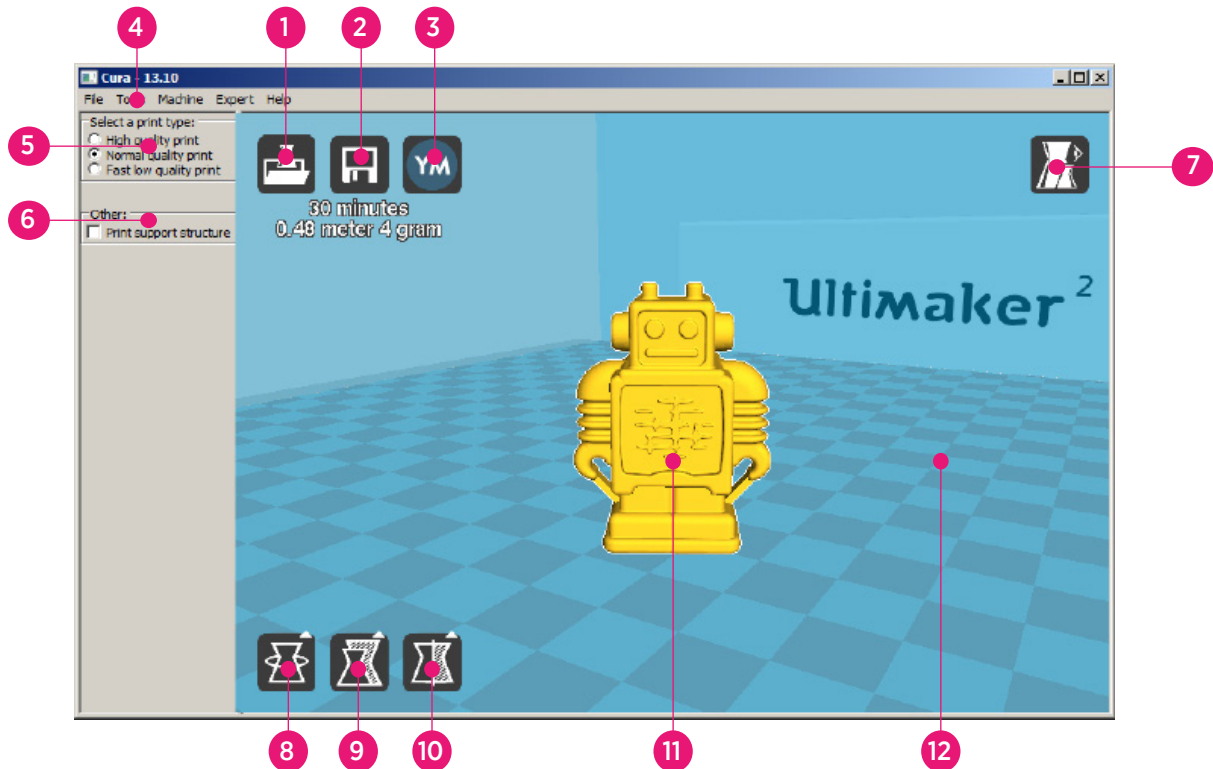 4 1 2 3
Cura - 13.10
File Machine Expert Help
Select a print type:
5
High quality print
Normal quality print
Fast low quality print
YM
7
30 minutes
0.48 meter 4 gram
6
Other:
Print support structure
Ultimaker 2
8 9 10 11 12